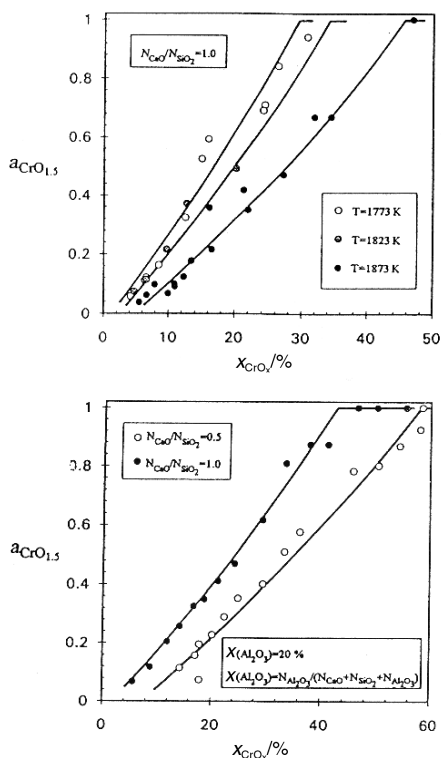 1
N_CaO/N_SiO₂=1.0
0.8
0.6
a_CrO₁.₅
0.4
T=1773 K
T=1823 K
0.2
T=1873 K
0
0 10 20 30 40 50
x_CrOₓ/%
1
N_CaO/N_SiO₂=0.5
N_CaO/N_SiO₂=1.0
0.8
0.6
a_CrO₁.₅
0.4
0.2
X(Al₂O₃)=20 %
X(Al₂O₃)=N_Al₂O₃/(N_CaO+N_SiO₂+N_Al₂O₃)
0
0 20 40 60
x_CrOₓ/%